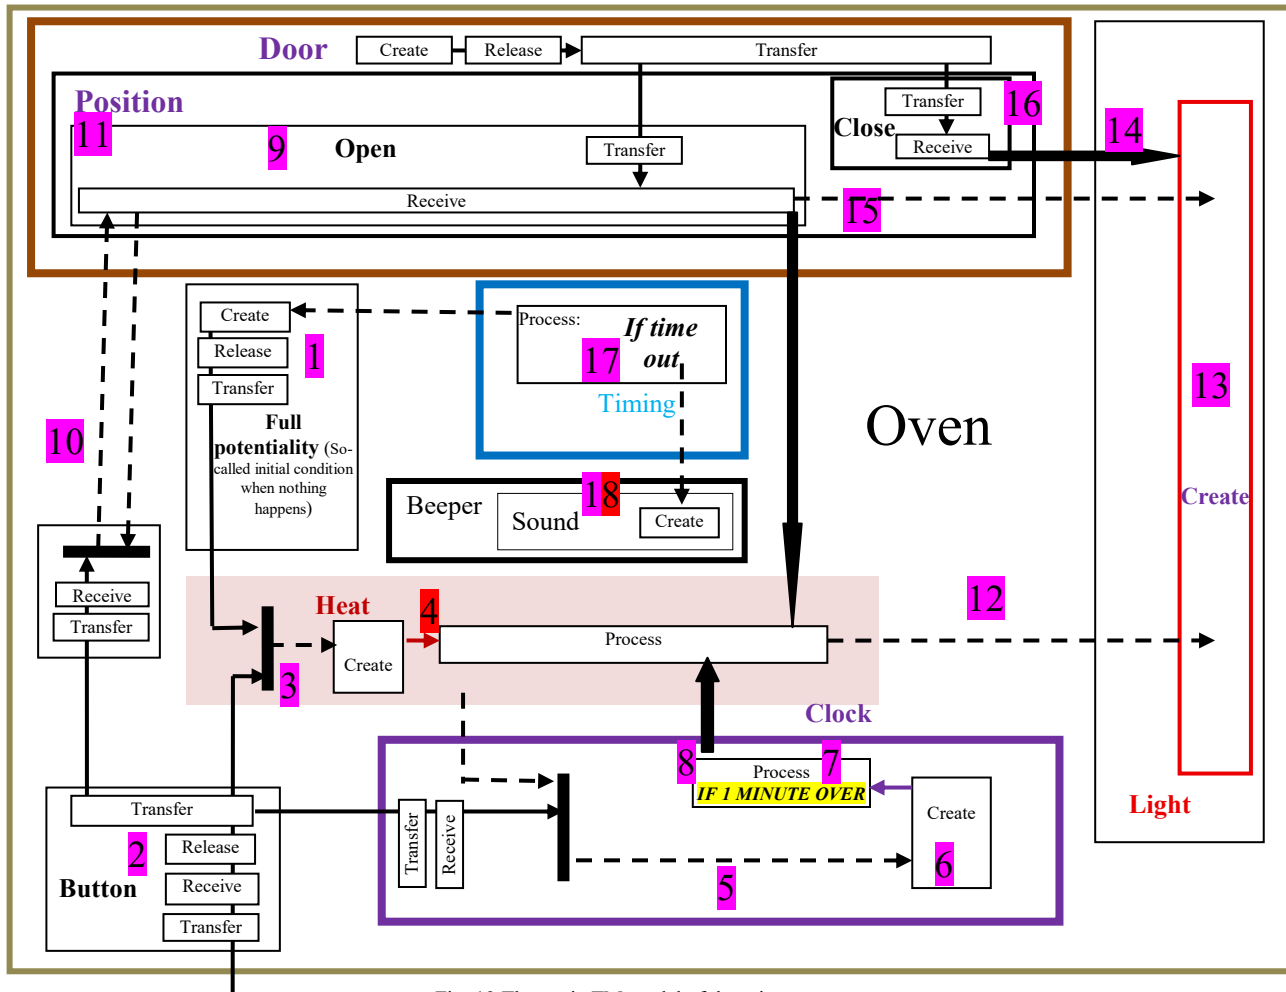 Door
Create
Release
Transfer
Position
11
9
Open
Transfer
Transfer
16
Close
Receive
14
Receive
15
Create
1
Release
Transfer
Full
potentiality (So-
called initial condition
when nothing
happens)
Process:
If time
out
17
Timing
Oven
13
Create
10
Beeper
18
Sound
Create
Receive
Transfer
Heat
4
Create
3
Process
12
Clock
8
7
Process
IF 1 MINUTE OVER
Create
6
Light
Transfer
2
Release
Button
Receive
Transfer
Transfer
Receive
5